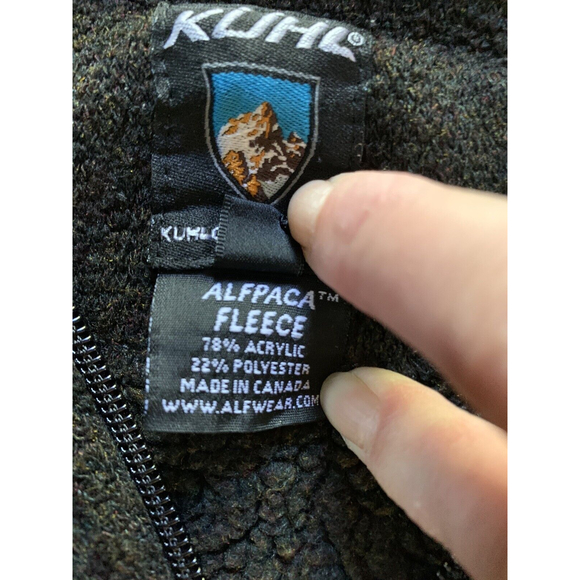 KUHL®
KUHL
ALFPACA™
FLEECE
78% ACRYLIC
22% POLYESTER
MADE IN CANADA
WWW.ALFWEAR.COM